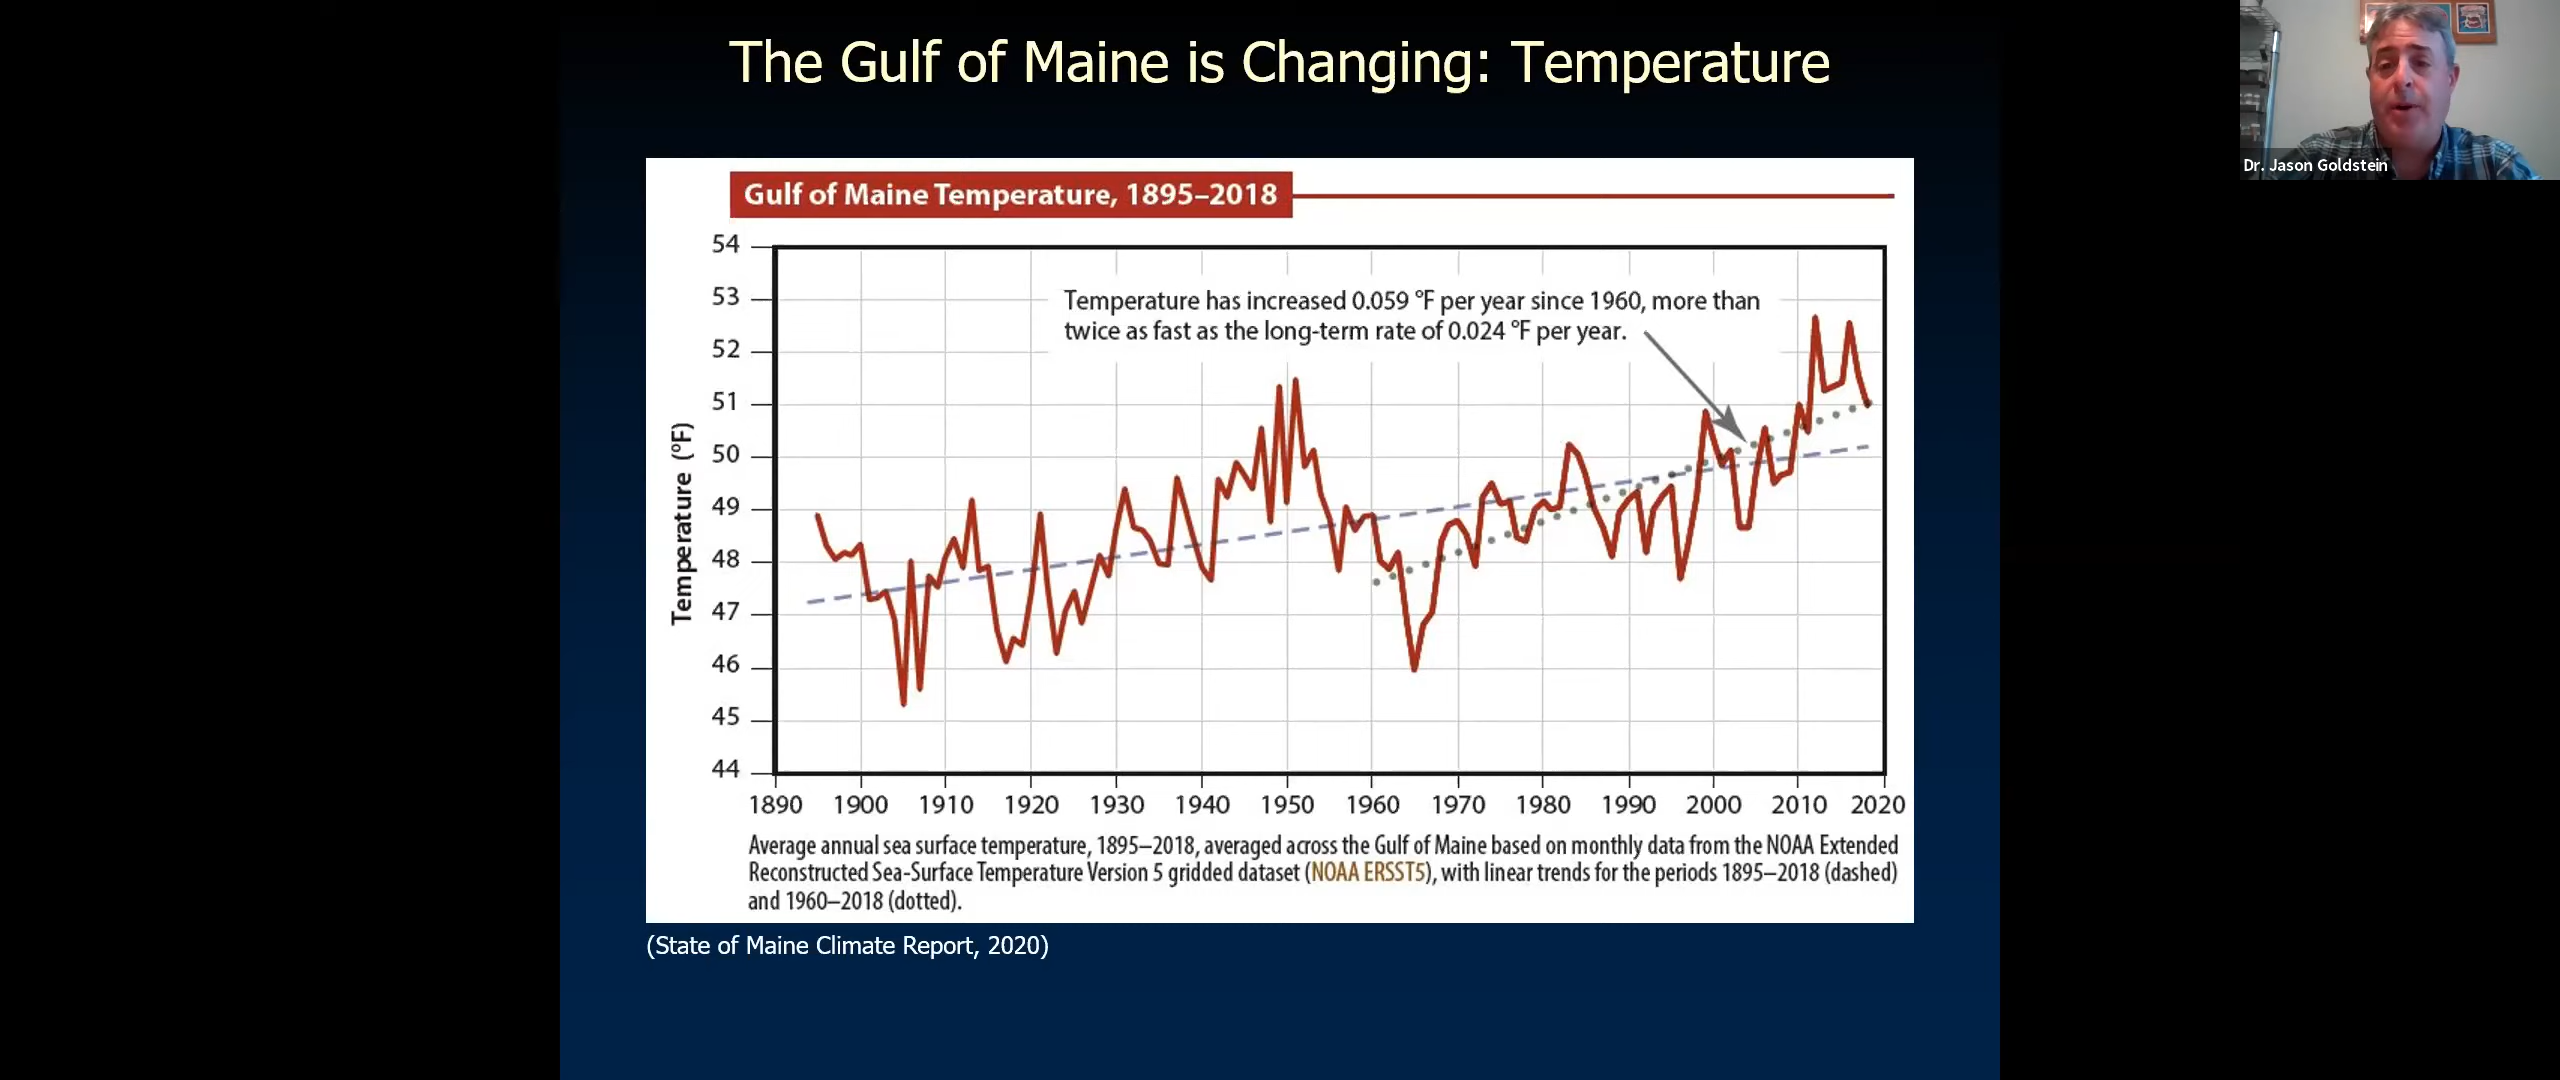 The Gulf of Maine is Changing: Temperature
Dr. Jason Goldstein
Gulf of Maine Temperature, 1895–2018
54
53
52
51
50
49
48
47
46
45
44
Temperature (°F)
Temperature has increased 0.059 °F per year since 1960, more than
twice as fast as the long-term rate of 0.024 °F per year.
1890 1900 1910 1920 1930 1940 1950 1960 1970 1980 1990 2000 2010 2020
Average annual sea surface temperature, 1895–2018, averaged across the Gulf of Maine based on monthly data from the NOAA Extended
Reconstructed Sea-Surface Temperature Version 5 gridded dataset (NOAA ERSST5), with linear trends for the periods 1895–2018 (dashed)
and 1960–2018 (dotted).
(State of Maine Climate Report, 2020)